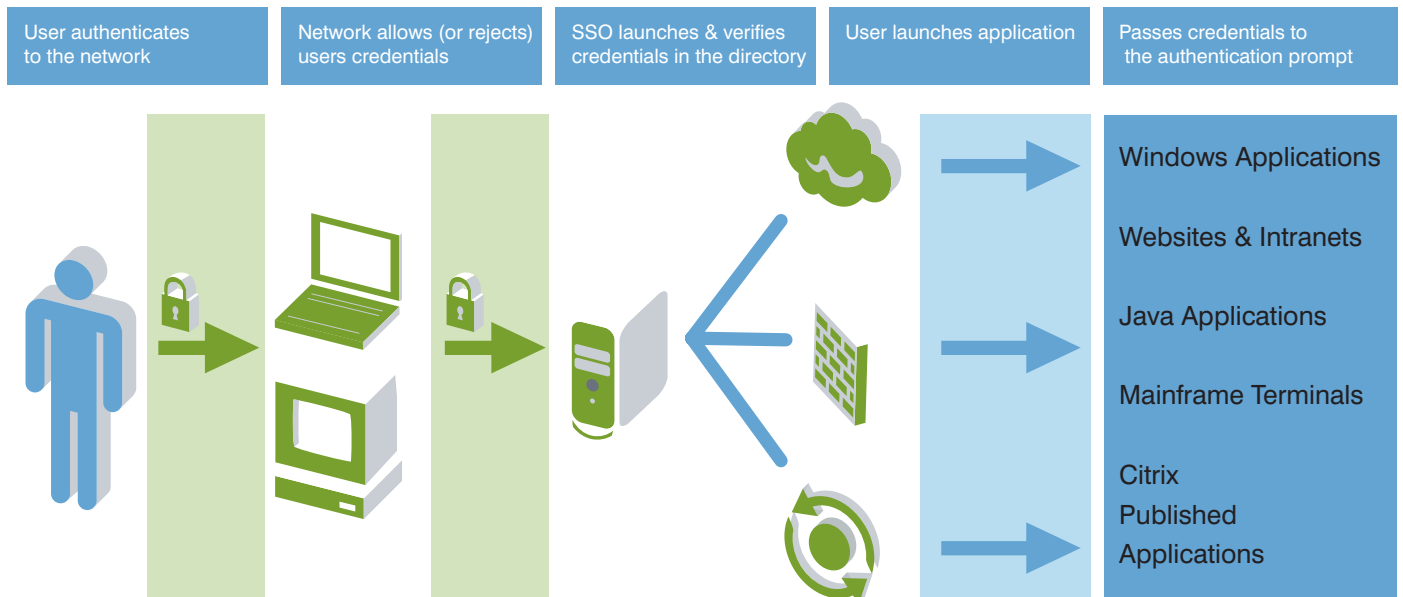 User authenticates
to the network
Network allows (or rejects)
users credentials
SSO launches & verifies
credentials in the directory
User launches application
Passes credentials to
the authentication prompt
Windows Applications
Websites & Intranets
Java Applications
Mainframe Terminals
Citrix
Published
Applications